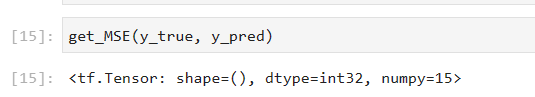 [15]: get_MSE(y_true, y_pred)
[15]: <tf.Tensor: shape=(), dtype=int32, numpy=15>